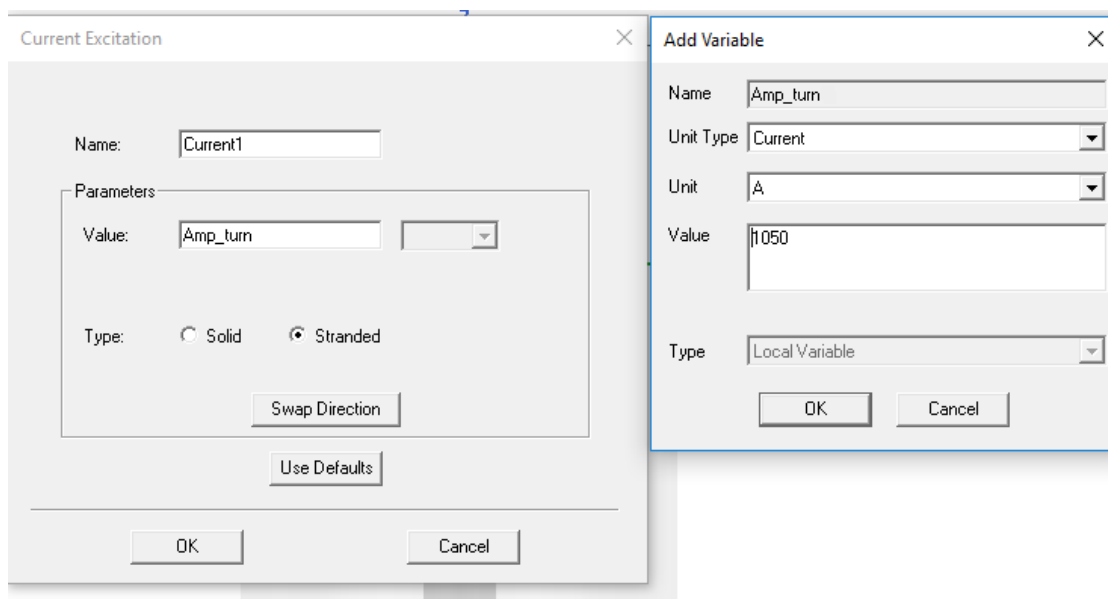 Current Excitation
Name: Current1
Parameters
Value: Amp_turn
Type: Solid Stranded
Swap Direction
Use Defaults
OK Cancel
Add Variable
Name Amp_turn
Unit Type Current
Unit A
Value 1050
Type Local Variable
OK Cancel